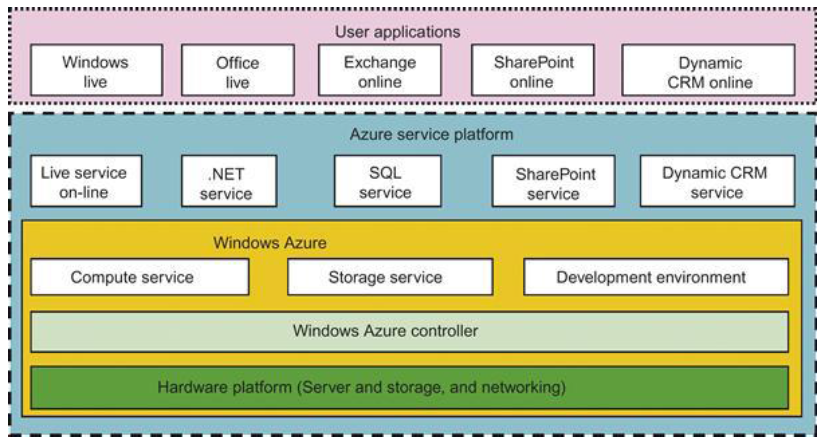 User applications
Windows
live
Office
live
Exchange
online
SharePoint
online
Dynamic
CRM online
Azure service platform
Live service
on-line
.NET
service
SQL
service
SharePoint
service
Dynamic CRM
service
Windows Azure
Compute service
Storage service
Development environment
Windows Azure controller
Hardware platform (Server and storage, and networking)